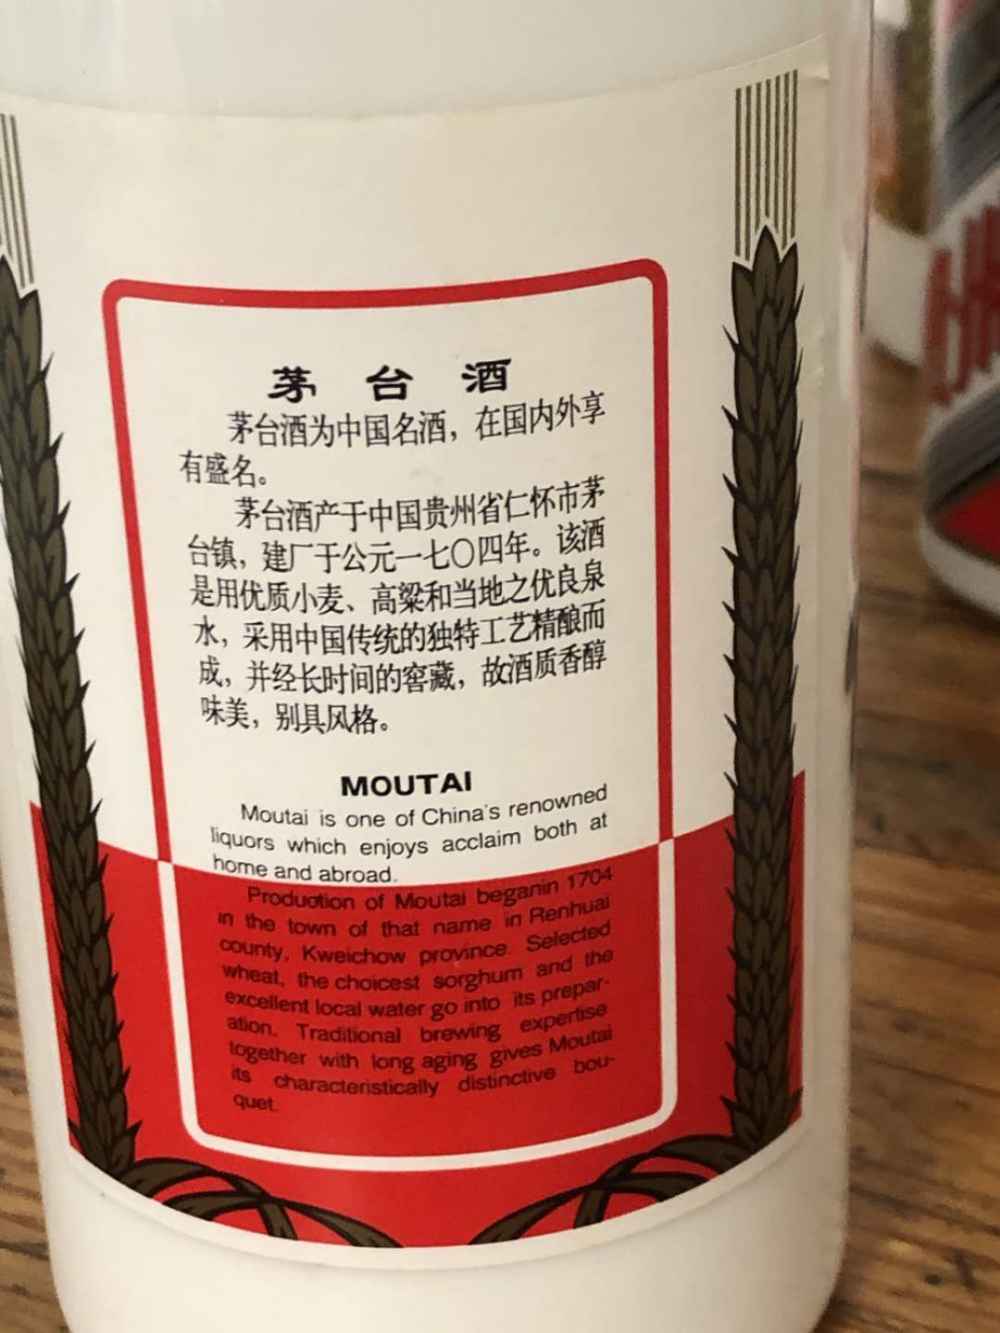 茅台酒
茅台酒为中国名酒，在国内外享
有盛名。
茅台酒产于中国贵州省仁怀市茅
台镇，建厂于公元一七〇四年。该酒
是用优质小麦、高粱和当地之优良泉
水，采用中国传统的独特工艺精酿而
成，并经长时间的窖藏，故酒质香醇
味美，别具风格。
MOUTAI
Moutai is one of China's renowned
liquors which enjoys acclaim both at
home and abroad.
Production of Moutai beganin 1704
in the town of that name in Renhuai
county, Kweichow province. Selected
wheat, the choicest sorghum and the
excellent local water go into its prepar-
ation. Traditional brewing expertise
together with long aging gives Moutai
its characteristically distinctive bou-
quet.